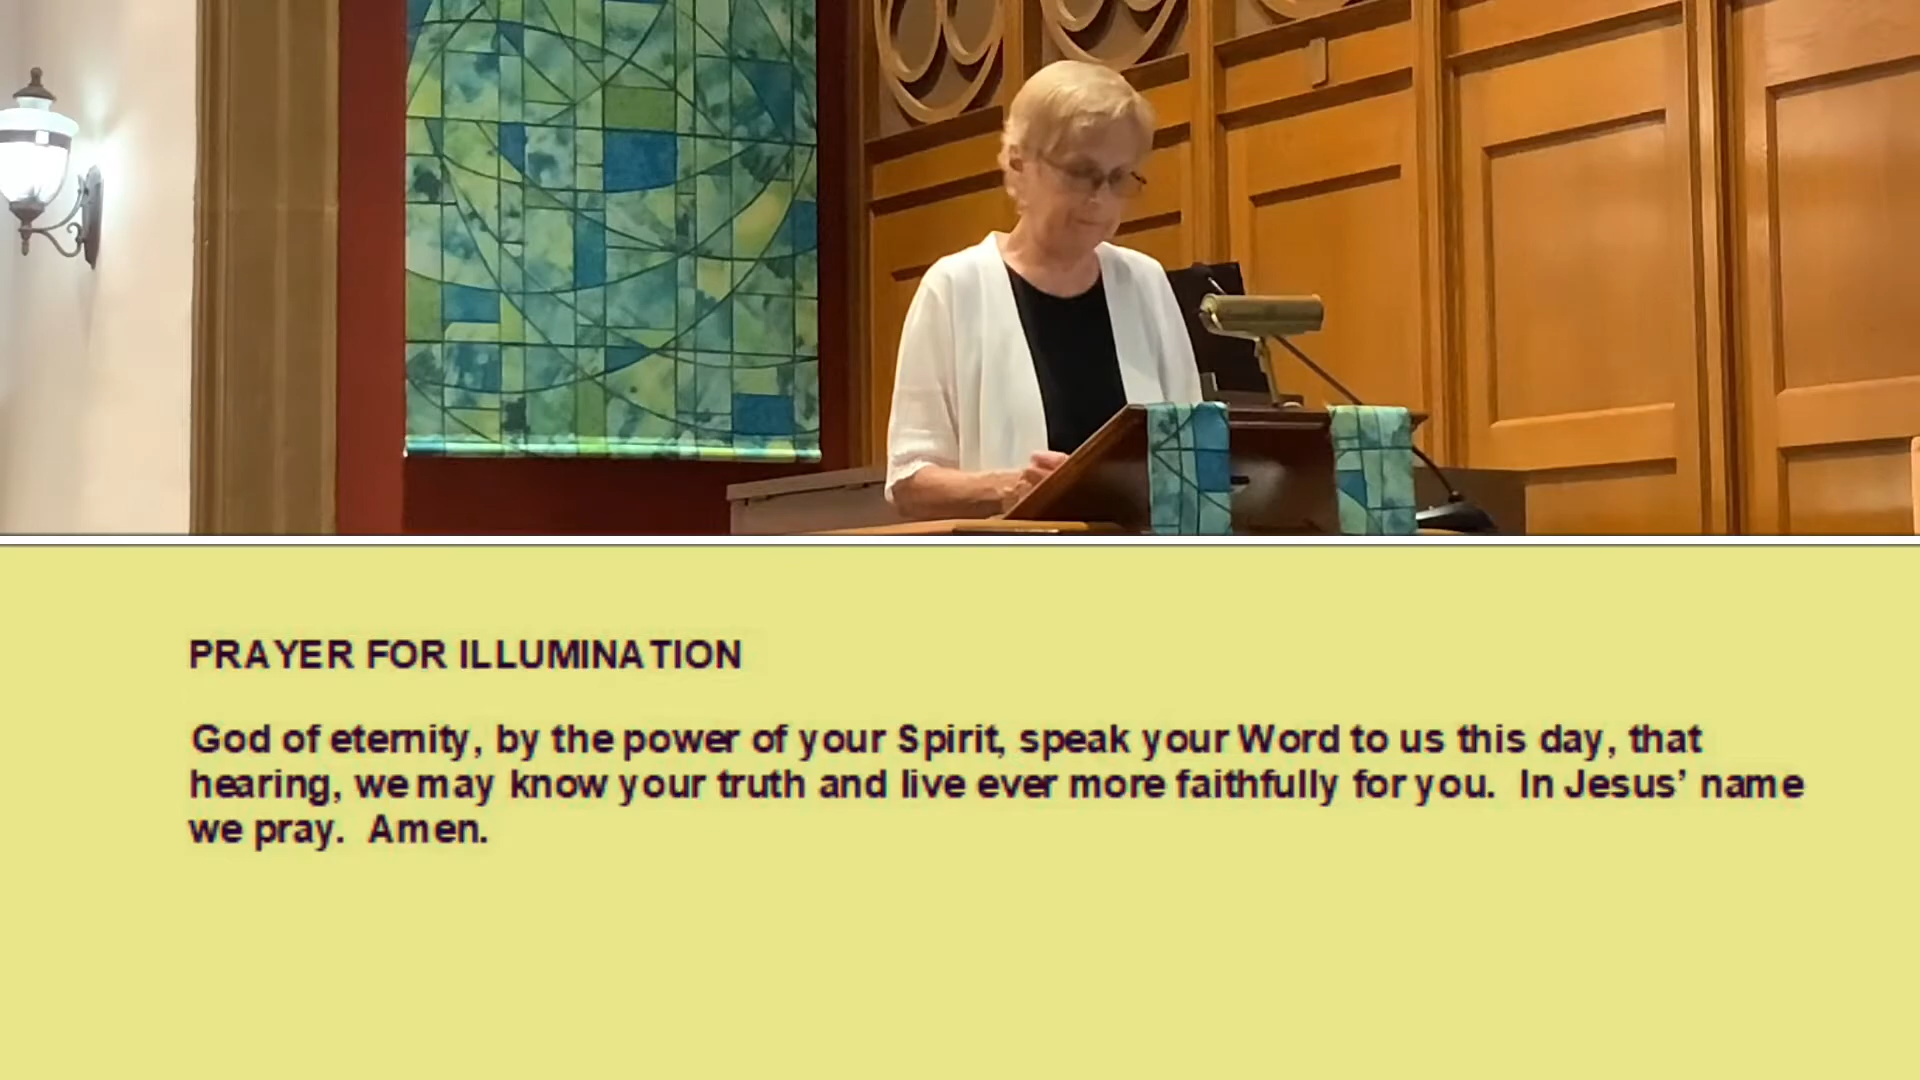 PRAYER FOR ILLUMINATION
God of eternity, by the power of your Spirit, speak your Word to us this day, that
hearing, we may know your truth and live ever more faithfully for you.  In Jesus’ name
we pray.  Amen.